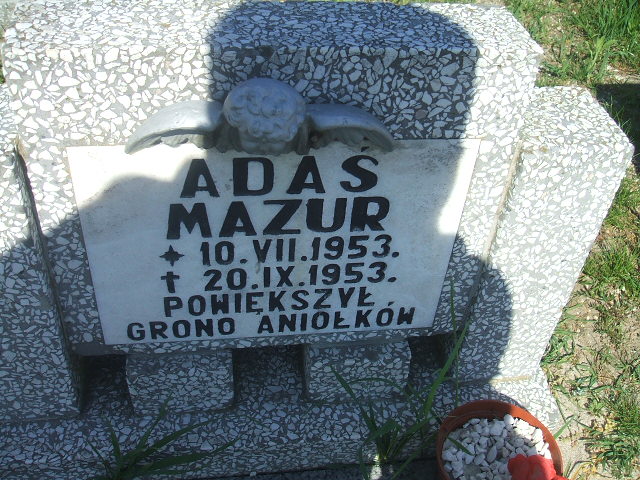 ADAŚ
MAZUR
✦ 10.VII.1953.
✝ 20.IX.1953.
POWIĘKSZYŁ
GRONO ANIOŁKÓW